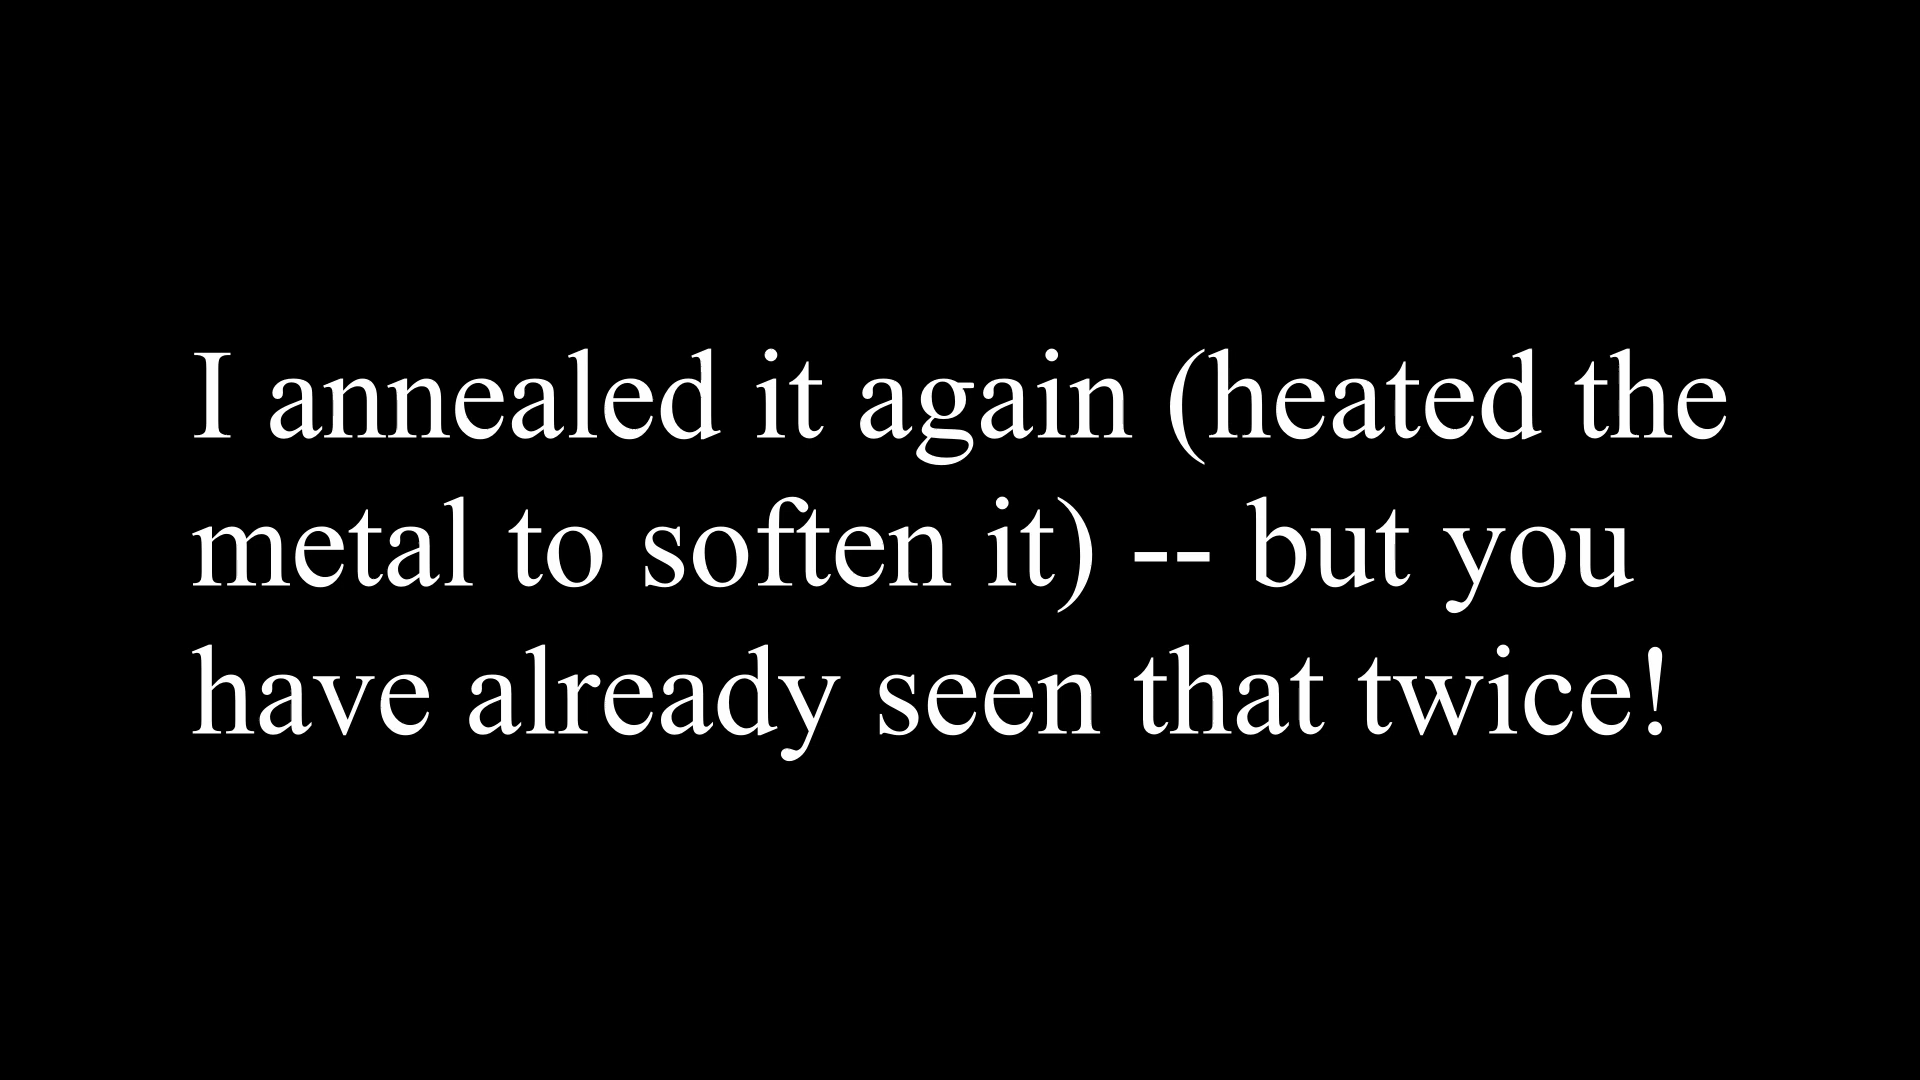 I annealed it again (heated the
metal to soften it) -- but you
have already seen that twice!